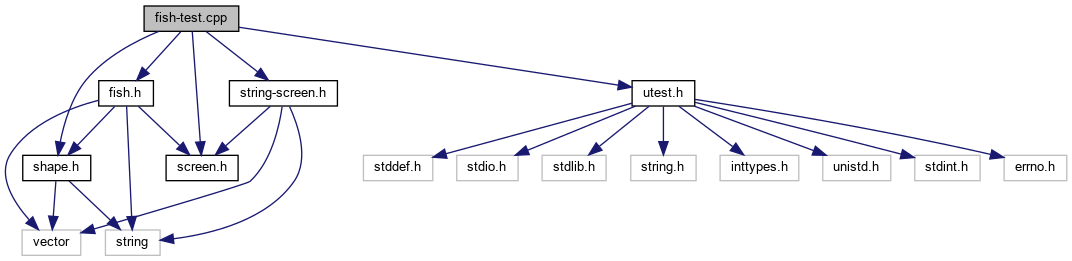 fish-test.cpp
fish.h
string-screen.h
utest.h
shape.h
screen.h
stddef.h
stdio.h
stdlib.h
string.h
inttypes.h
unistd.h
stdint.h
errno.h
vector
string